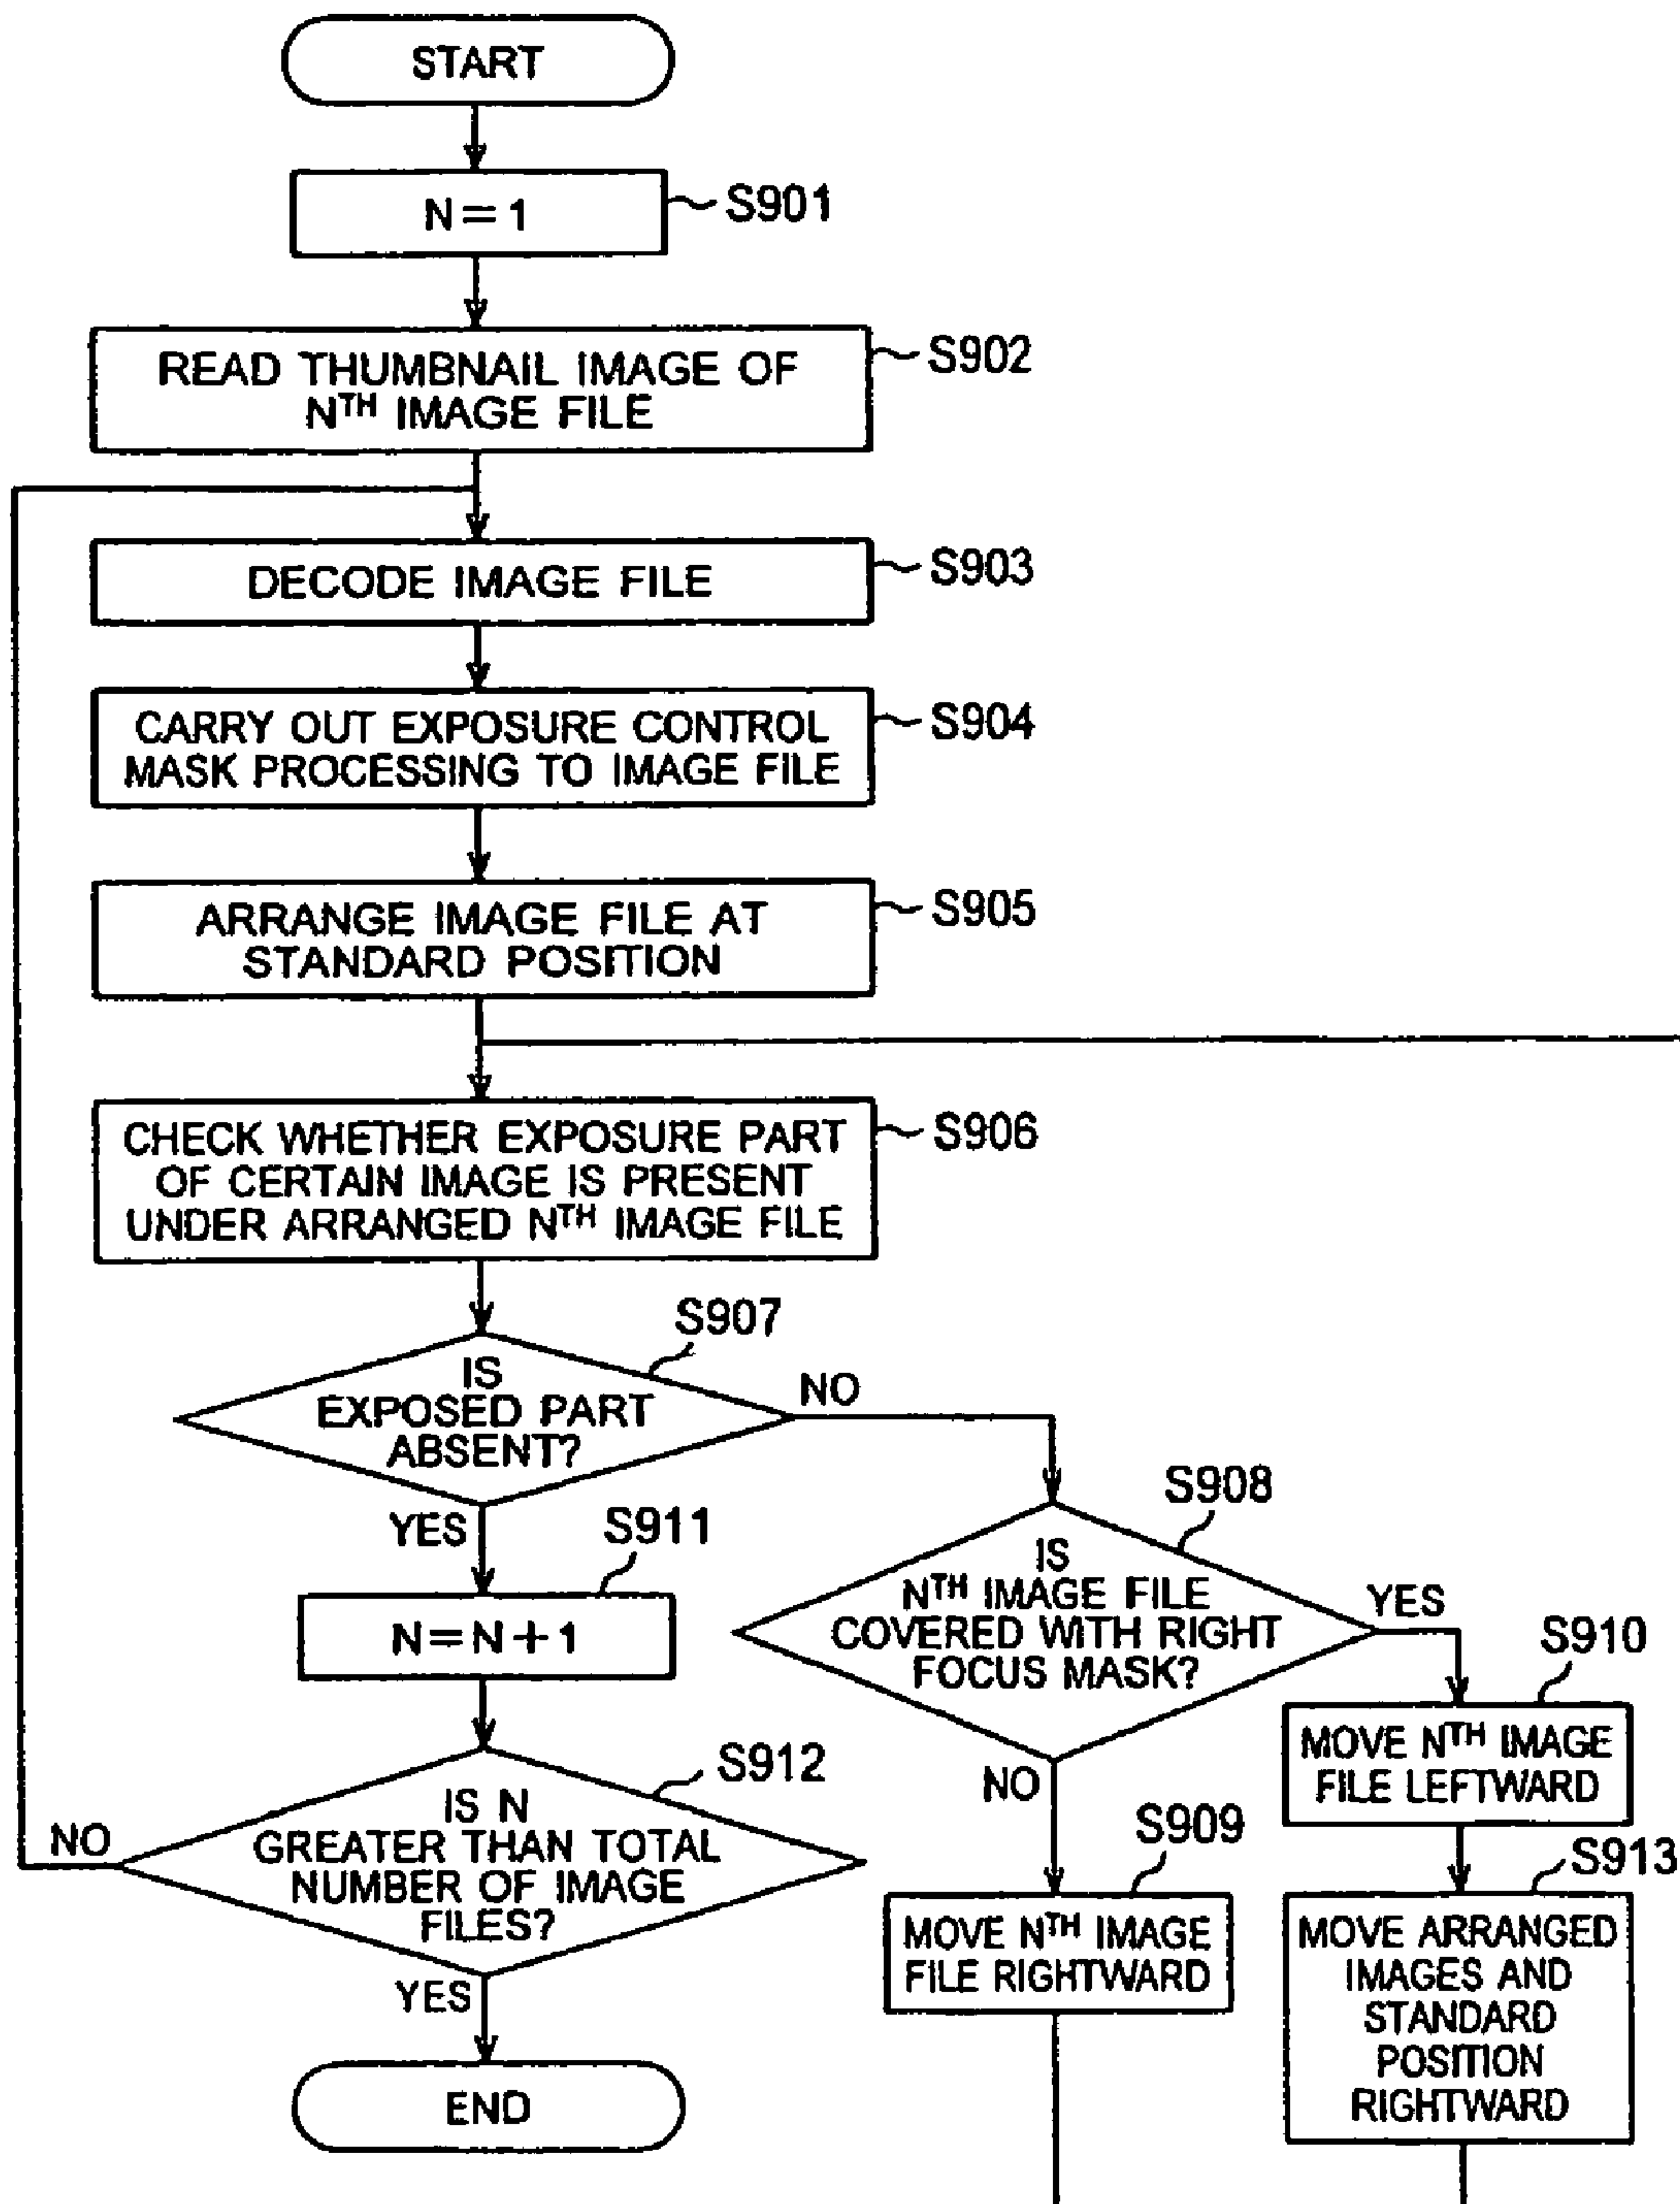 START
N=1
S901
READ THUMBNAIL IMAGE OF
NTH IMAGE FILE
S902
DECODE IMAGE FILE
S903
CARRY OUT EXPOSURE CONTROL
MASK PROCESSING TO IMAGE FILE
S904
ARRANGE IMAGE FILE AT
STANDARD POSITION
S905
CHECK WHETHER EXPOSURE PART
OF CERTAIN IMAGE IS PRESENT
UNDER ARRANGED NTH IMAGE FILE
S906
S907
IS
EXPOSED PART
ABSENT?
NO
YES
S908
IS
NTH IMAGE FILE
COVERED WITH RIGHT
FOCUS MASK?
YES
NO
S911
N=N+1
S910
MOVE NTH IMAGE
FILE LEFTWARD
S912
IS N
GREATER THAN TOTAL
NUMBER OF IMAGE
FILES?
NO
YES
S909
MOVE NTH IMAGE
FILE RIGHTWARD
S913
MOVE ARRANGED
IMAGES AND
STANDARD
POSITION
RIGHTWARD
END